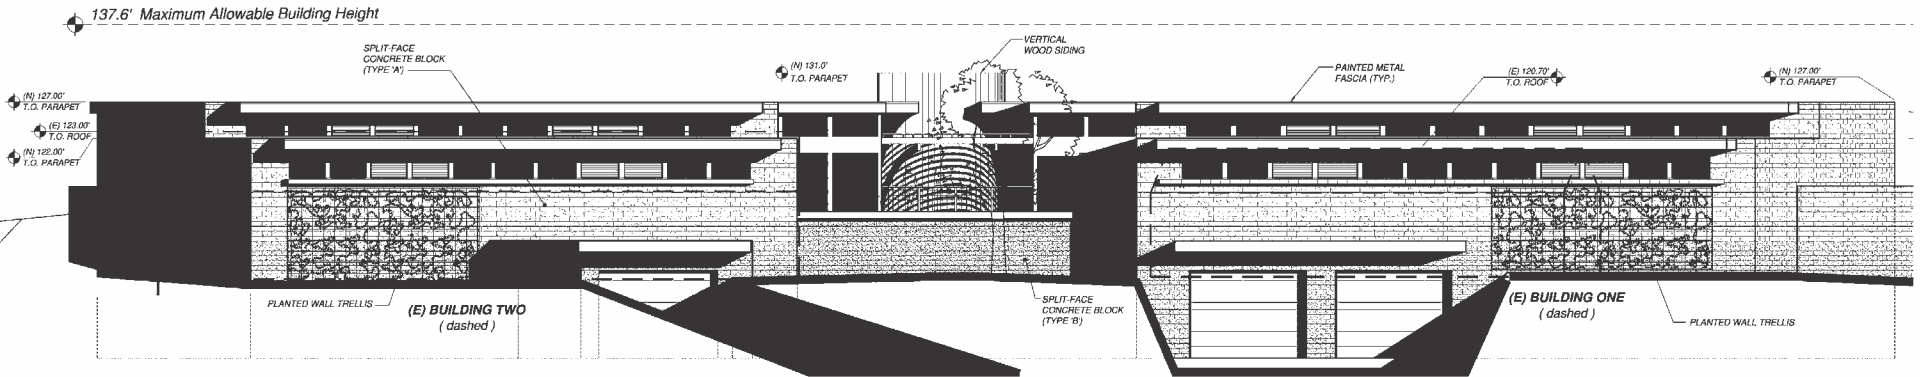 137.6' Maximum Allowable Building Height
VERTICAL
WOOD SIDING
SPLIT-FACE
CONCRETE BLOCK
(TYPE 'A')
(N) 131.0'
T.O. PARAPET
PAINTED METAL
FASCIA (TYP.)
(E) 120.70'
T.O. ROOF
(N) 127.00'
T.O. PARAPET
(N) 127.00'
T.O. PARAPET
(E) 123.00'
T.O. ROOF
(N) 122.00'
T.O. PARAPET
PLANTED WALL TRELLIS
(E) BUILDING TWO
( dashed )
SPLIT-FACE
CONCRETE BLOCK
(TYPE 'B')
(E) BUILDING ONE
( dashed )
PLANTED WALL TRELLIS